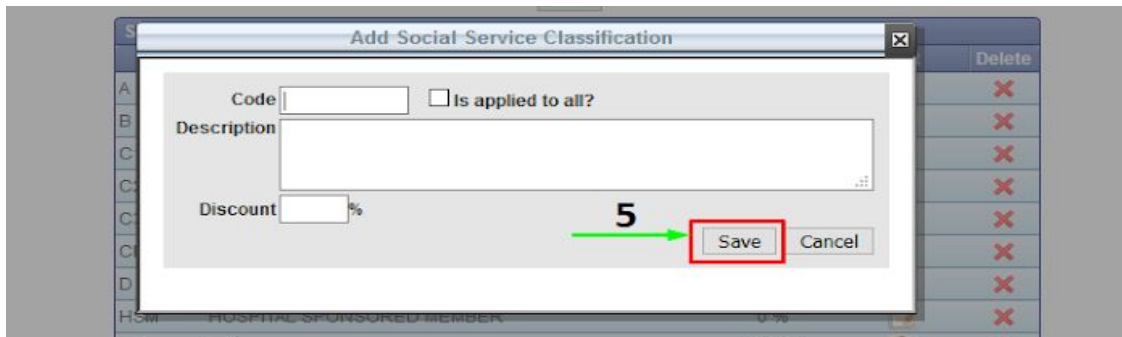 S
Add Social Service Classification
Delete
A
Code
Is applied to all?
B
Description
C
C
C
Discount %
5
C
Save Cancel
D
HSM HOSPITAL SPONSORED MEMBER 0 %